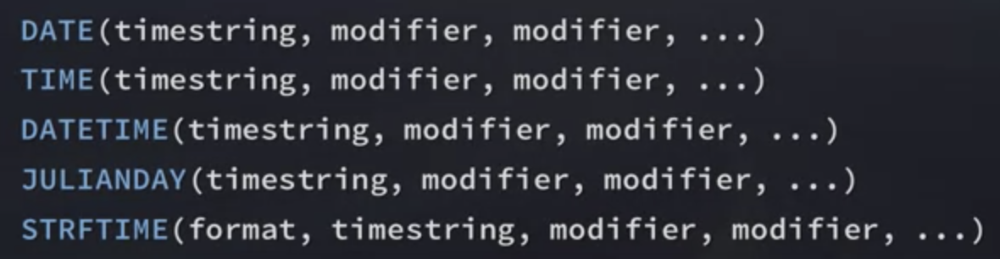 DATE(timestring, modifier, modifier, ...)
TIME(timestring, modifier, modifier, ...)
DATETIME(timestring, modifier, modifier, ...)
JULIANDAY(timestring, modifier, modifier, ...)
STRFTIME(format, timestring, modifier, modifier, ...)